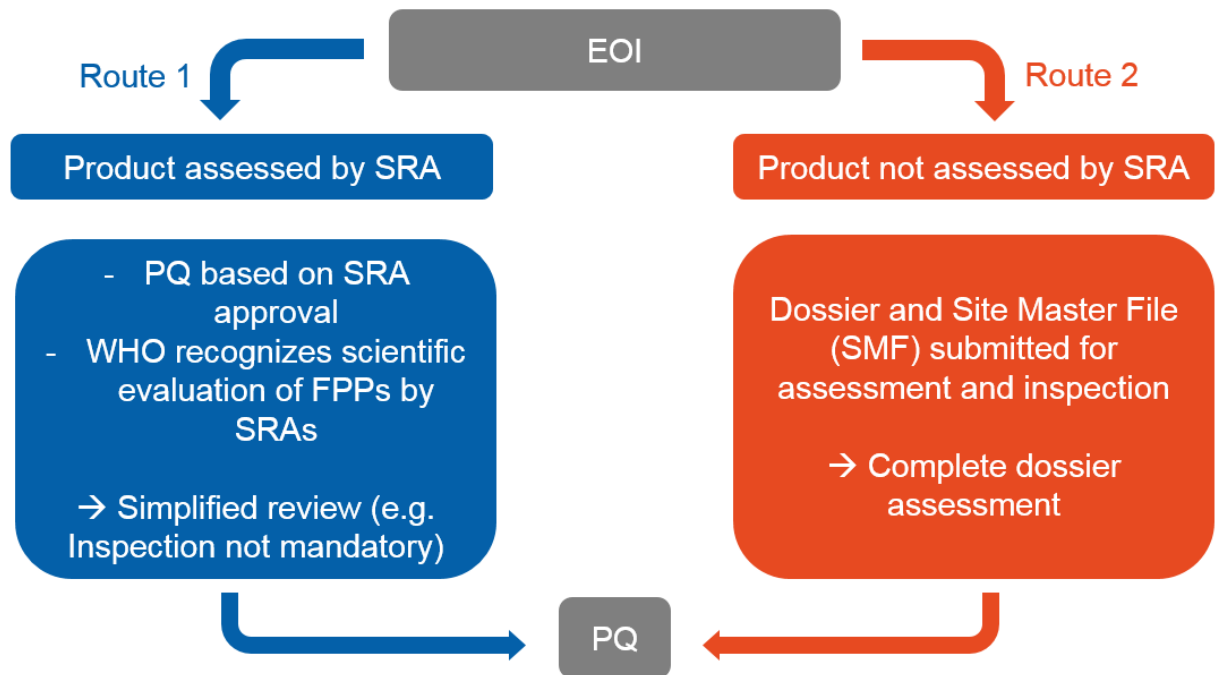 EOI
Route 1
Route 2
Product assessed by SRA
Product not assessed by SRA
- PQ based on SRA
approval
- WHO recognizes scientific
evaluation of FPPs by
SRAs
→ Simplified review (e.g.
Inspection not mandatory)
Dossier and Site Master File
(SMF) submitted for
assessment and inspection
→ Complete dossier
assessment
PQ